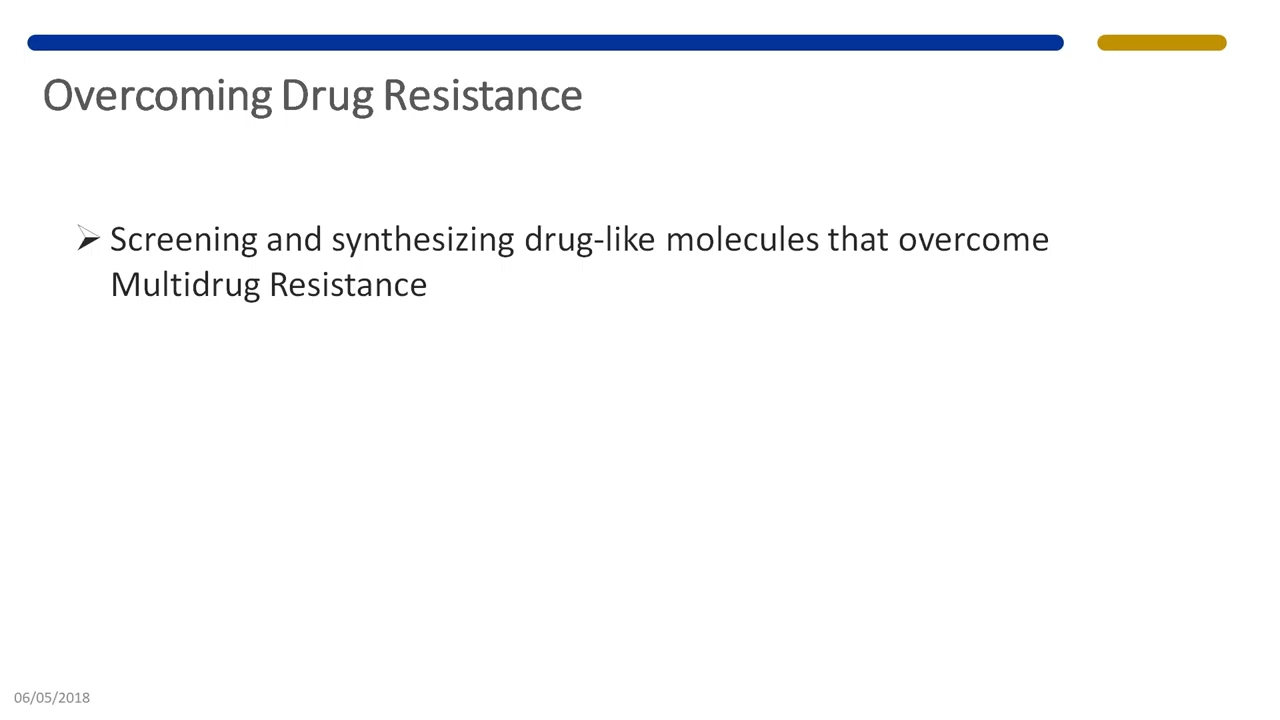 Overcoming Drug Resistance
➢ Screening and synthesizing drug-like molecules that overcome
Multidrug Resistance
06/05/2018